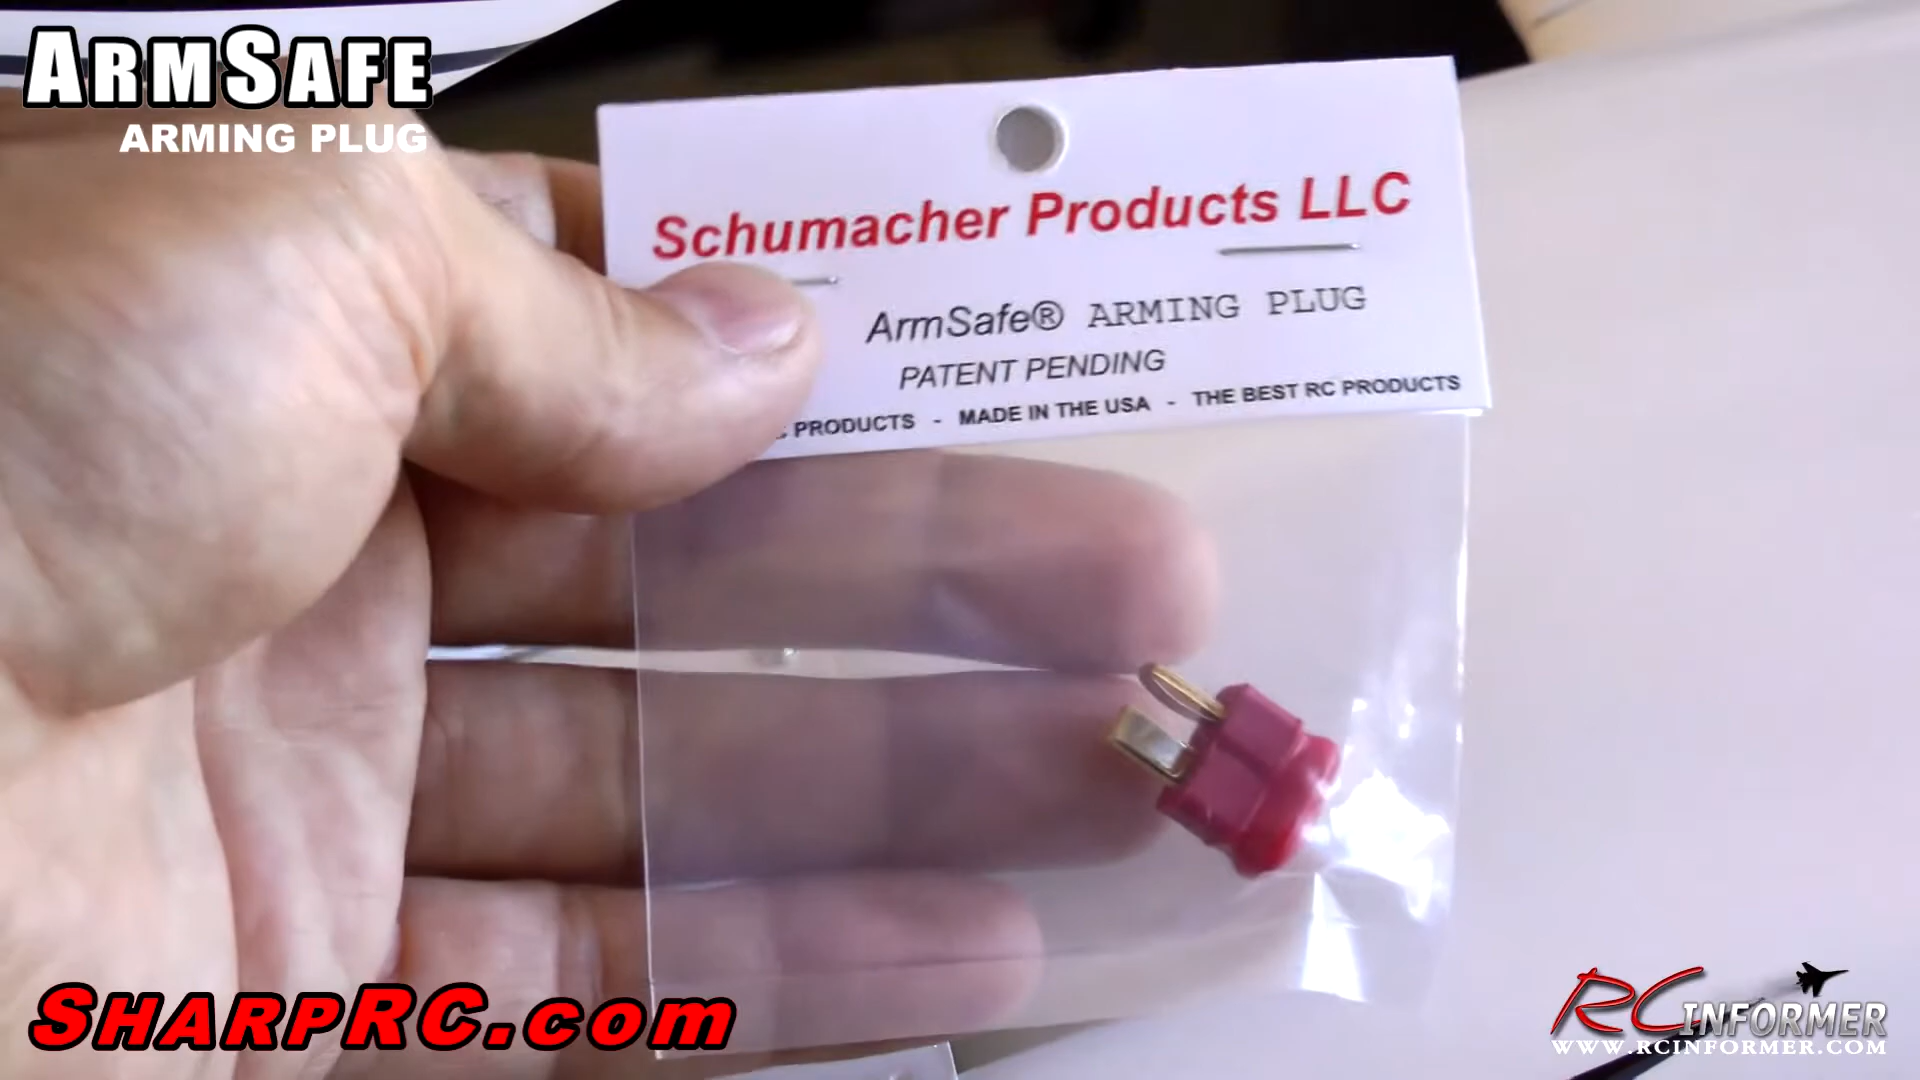 ARMSAFE
ARMING PLUG
Schumacher Products LLC
ArmSafe® ARMING PLUG
PATENT PENDING
PRODUCTS - MADE IN THE USA - THE BEST RC PRODUCTS
SHARPRC.COM
RCINFORMER
WWW.RCINFORMER.COM